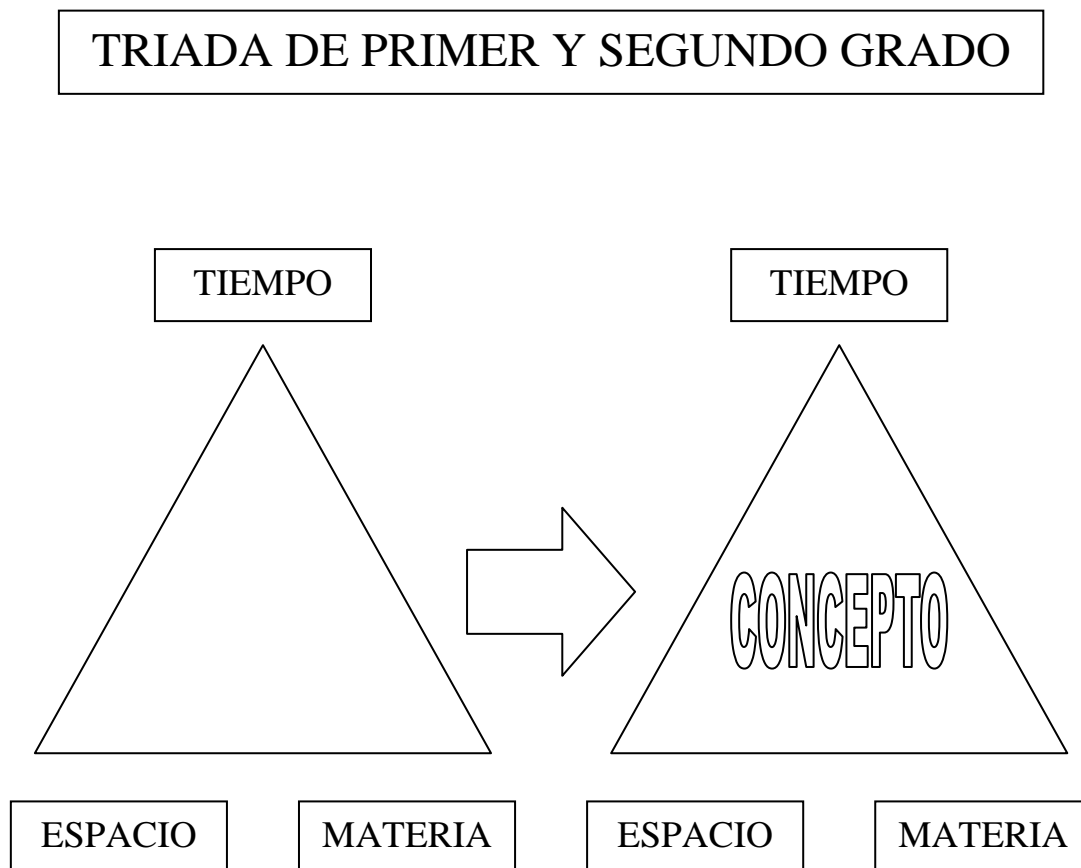 TRIADA DE PRIMER Y SEGUNDO GRADO
TIEMPO
TIEMPO
CONCEPTO
ESPACIO
MATERIA
ESPACIO
MATERIA